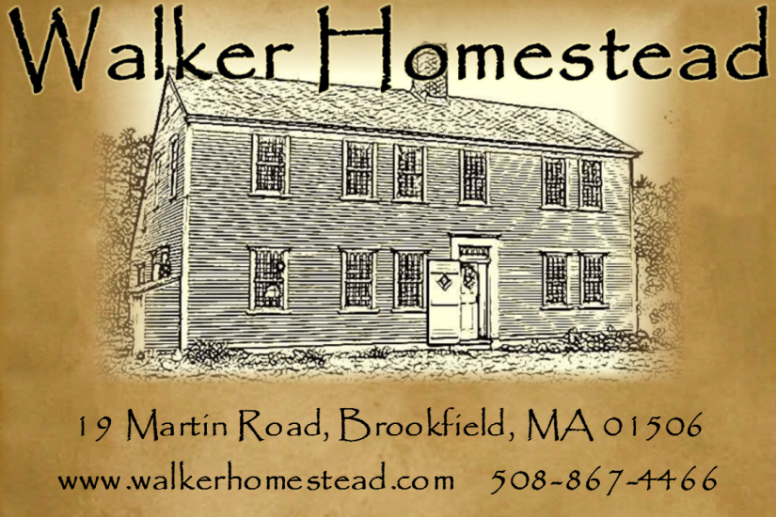 Walker Homestead
19 Martin Road, Brookfield, MA 01506
www.walkerhomestead.com 508-867-4466